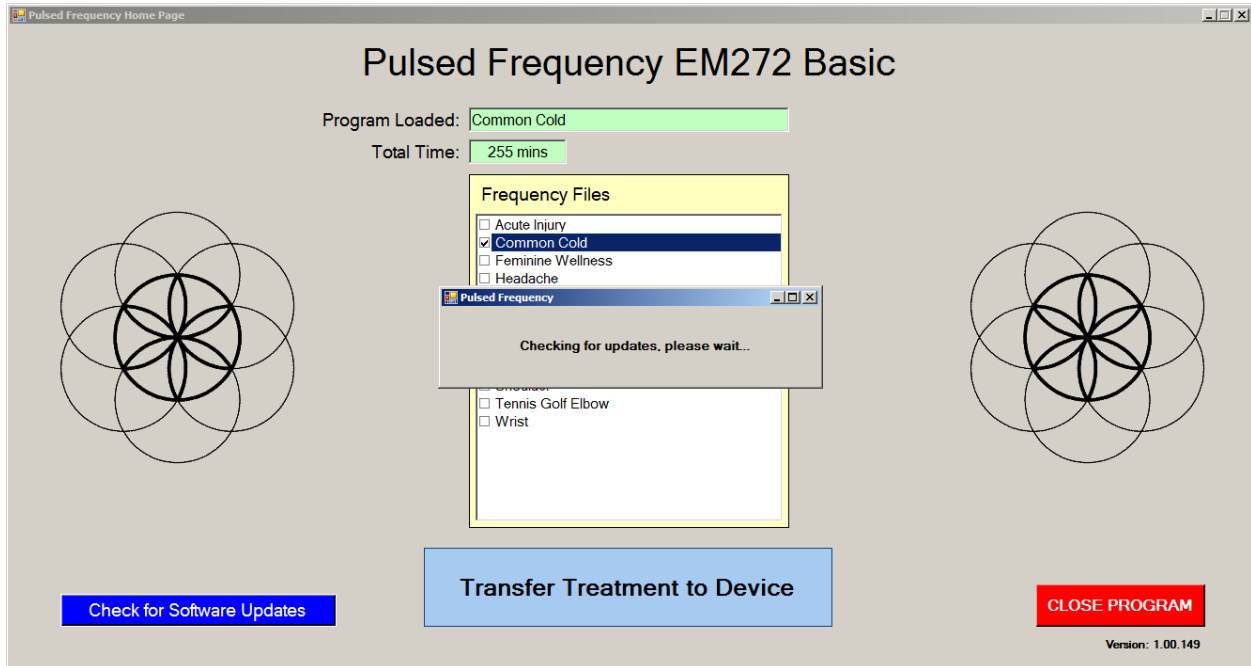 Pulsed Frequency Home Page
Pulsed Frequency EM272 Basic
Program Loaded: Common Cold
Total Time: 255 mins
Frequency Files
Acute Injury
Common Cold
Feminine Wellness
Headache
Pulsed Frequency
Checking for updates, please wait...
Shoulder
Tennis Golf Elbow
Wrist
Transfer Treatment to Device
Check for Software Updates
CLOSE PROGRAM
Version: 1.00.149